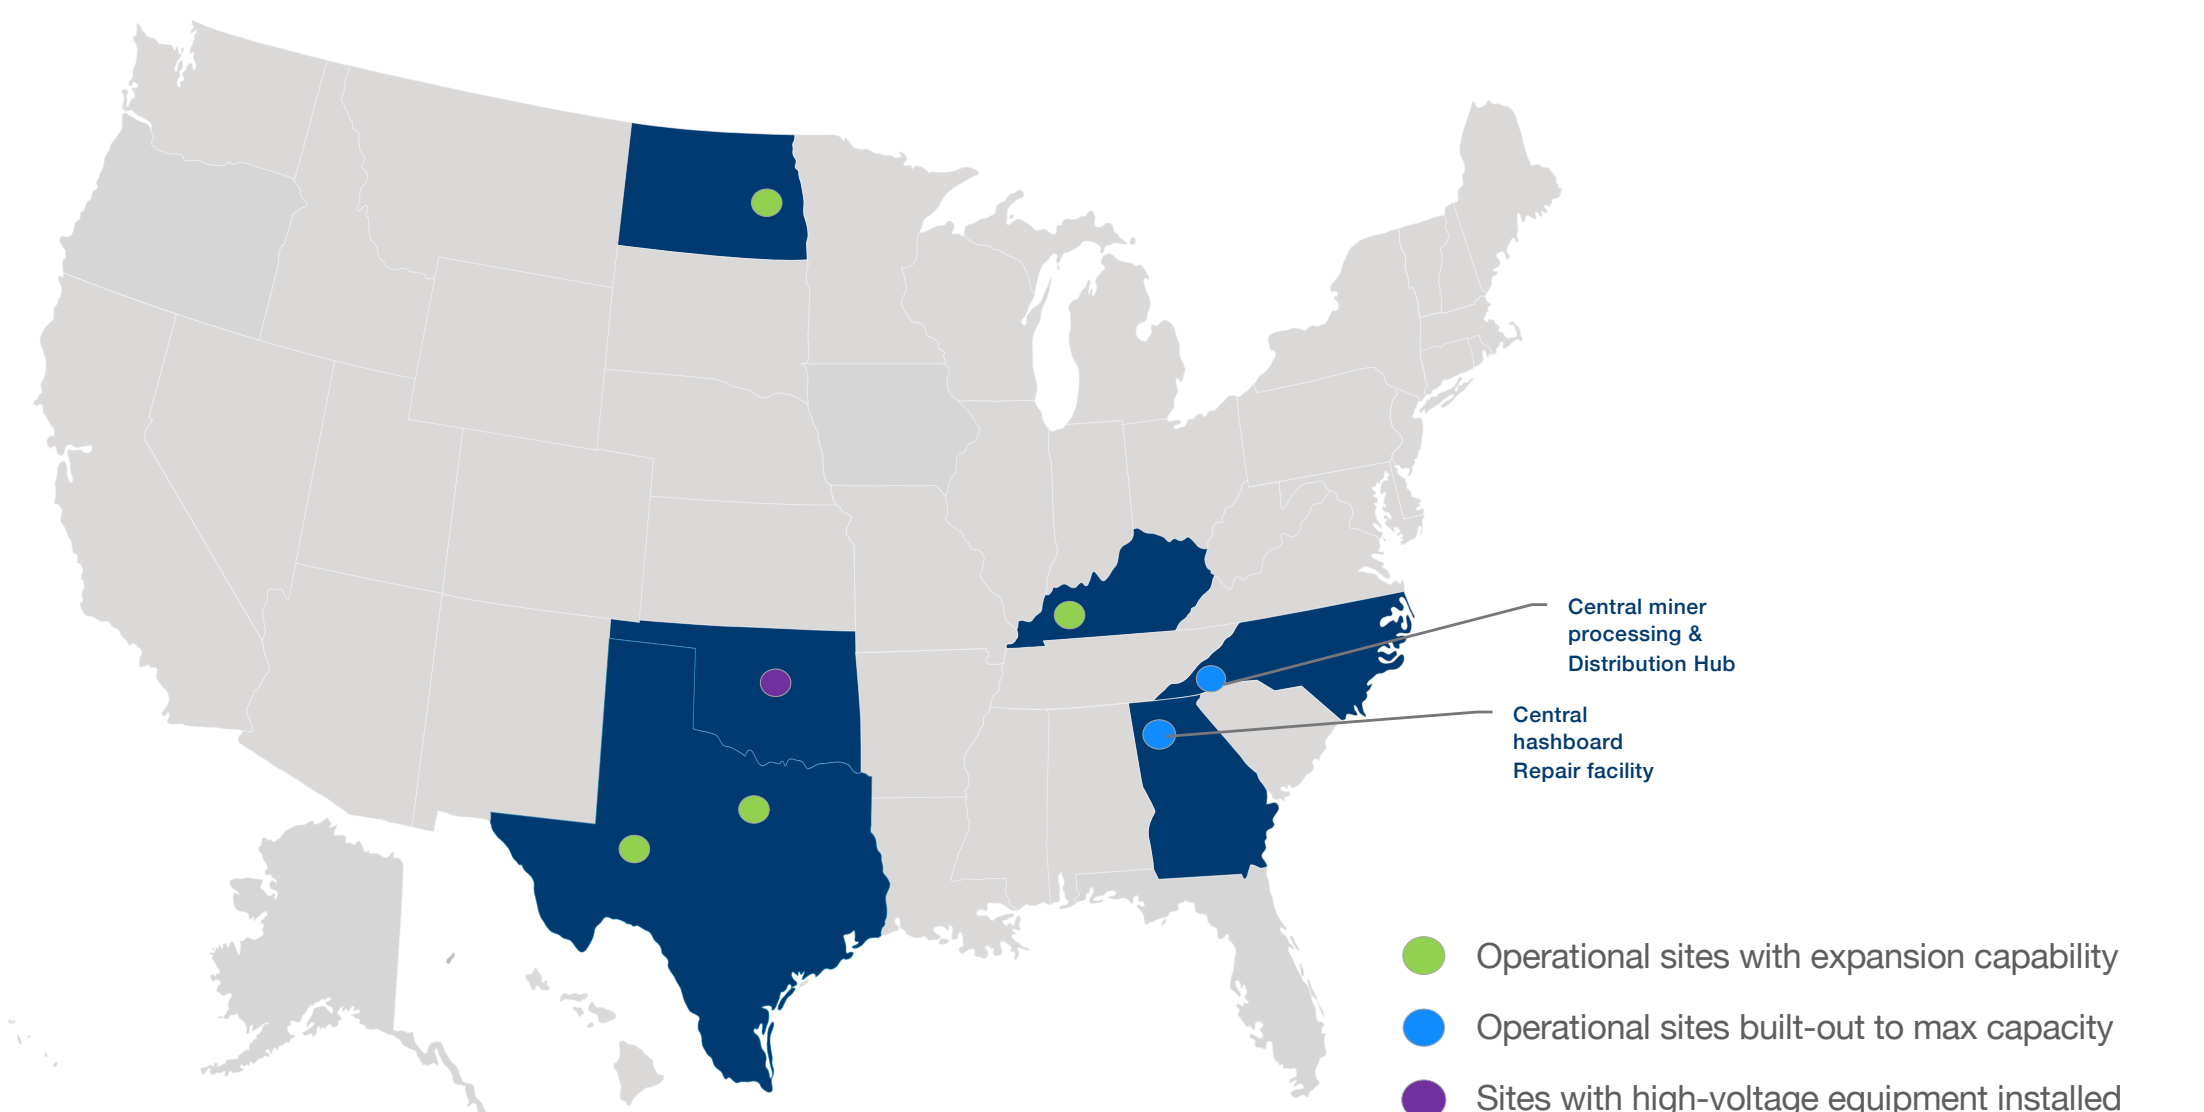 Central miner
processing &
Distribution Hub
Central
hashboard
Repair facility
Operational sites with expansion capability
Operational sites built-out to max capacity
Sites with high-voltage equipment installed